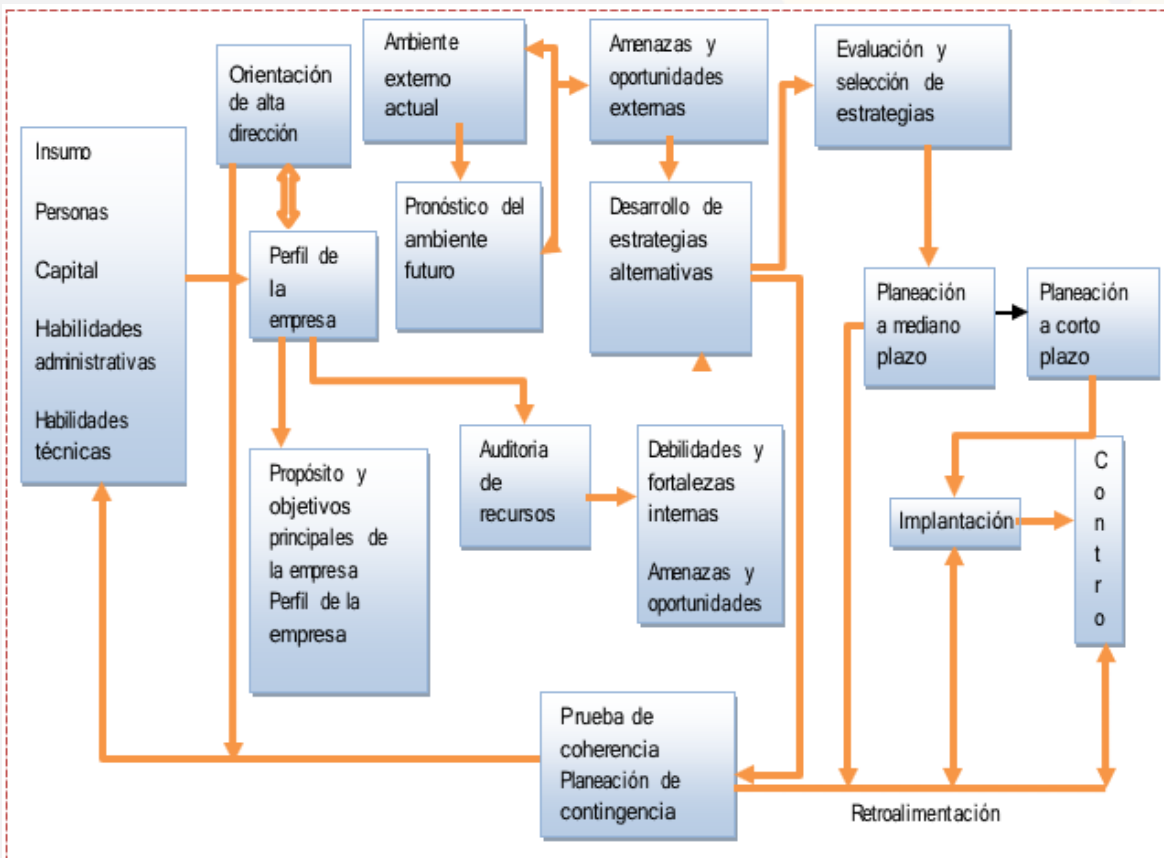 Insumo
Personas
Capital
Habilidades
administrativas
Habilidades
técnicas
Orientación
de alta
dirección
Perfil de
la
empresa
Propósito y
objetivos
principales de
la empresa
Perfil de la
empresa
Ambiente
externo
actual
Pronóstico del
ambiente
futuro
Auditoria
de
recursos
Amenazas y
oportunidades
externas
Desarrollo de
estrategias
alternativas
Debilidades y
fortalezas
internas
Amenazas y
oportunidades
Evaluación y
selección de
estrategias
Planeación
a mediano
plazo
Planeación
a corto
plazo
Implantación
C
o
n
t
r
o
Prueba de
coherencia
Planeación de
contingencia
Retroalimentación